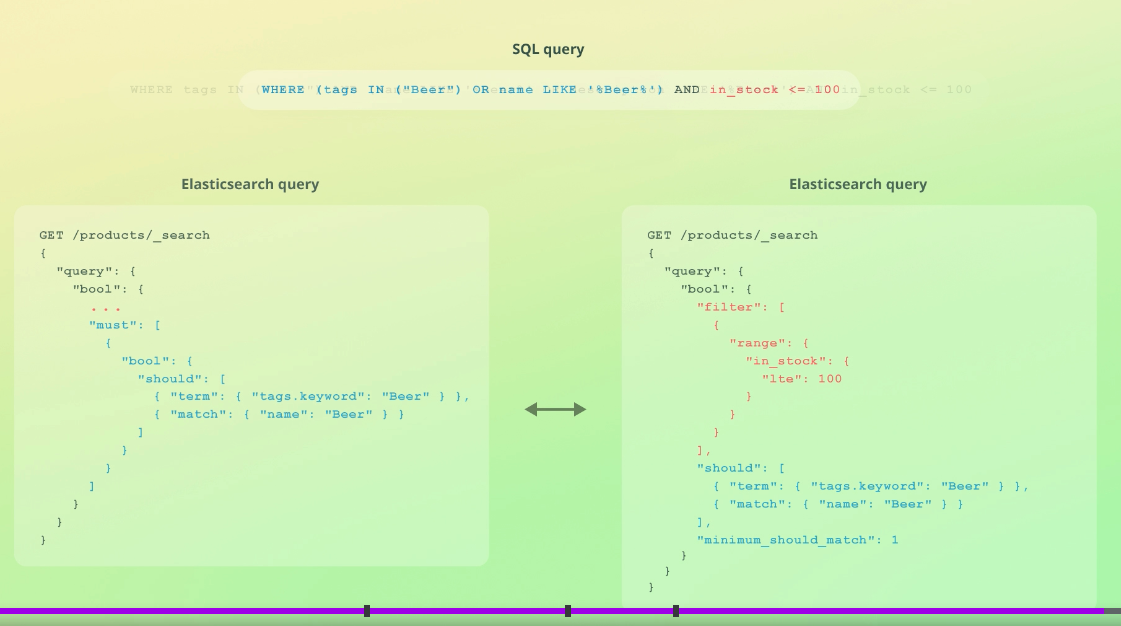 SQL query
WHERE (tags IN ("Beer") OR name LIKE '%Beer%') AND in_stock <= 100
Elasticsearch query
GET /products/_search
{
  "query": {
    "bool": {
      ...
      "must": [
        {
          "bool": {
            "should": [
              { "term": { "tags.keyword": "Beer" } },
              { "match": { "name": "Beer" } }
            ]
          }
        }
      ]
    }
  }
}
Elasticsearch query
GET /products/_search
{
  "query": {
    "bool": {
      "filter": [
        {
          "range": {
            "in_stock": {
              "lte": 100
            }
          }
        }
      ],
      "should": [
        { "term": { "tags.keyword": "Beer" } },
        { "match": { "name": "Beer" } }
      ],
      "minimum_should_match": 1
    }
  }
}